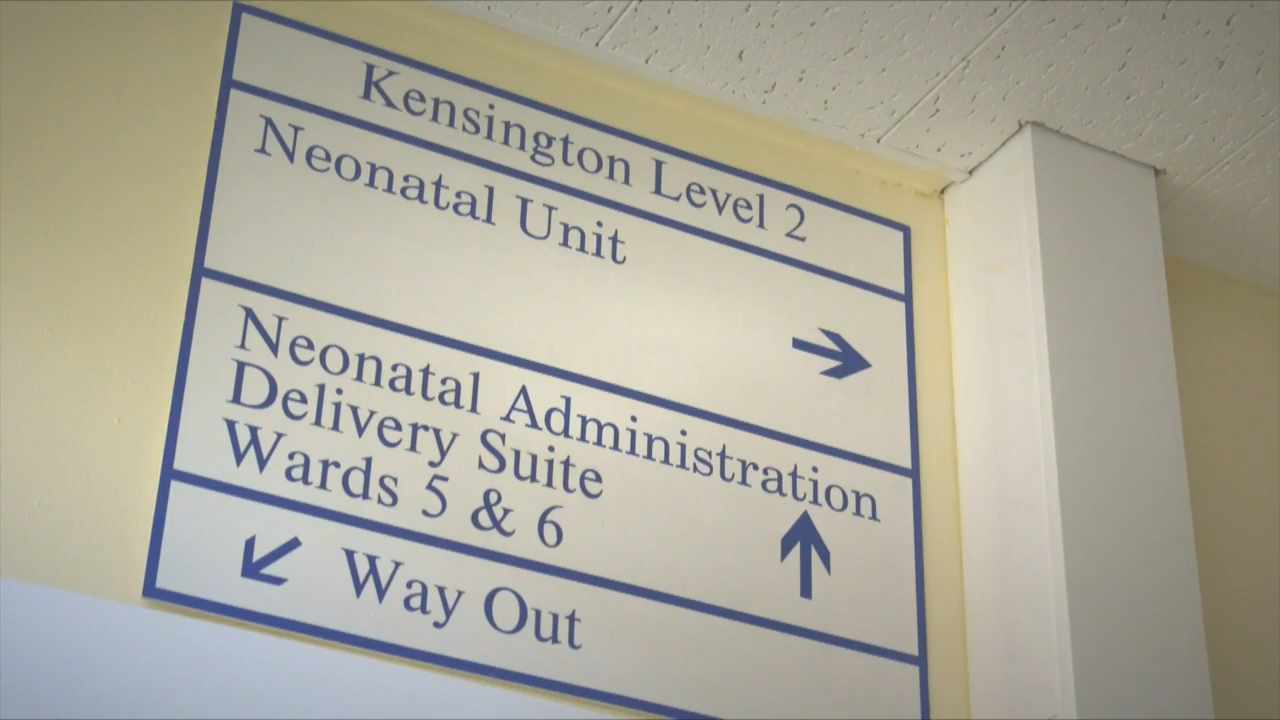 Kensington Level 2
Neonatal Unit
Neonatal Administration
Delivery Suite
Wards 5 & 6
Way Out